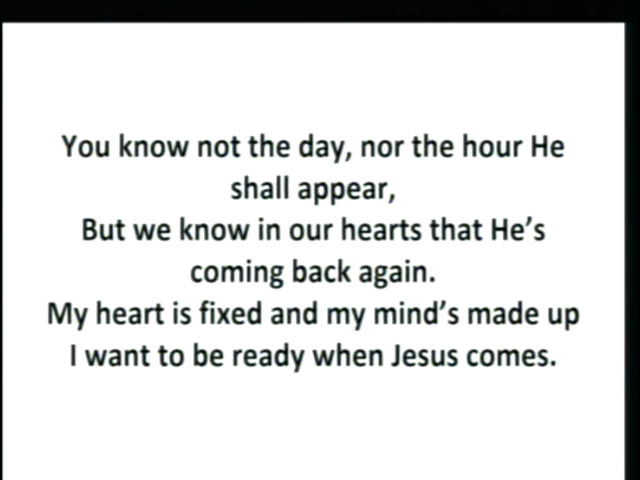 You know not the day, nor the hour He
shall appear,
But we know in our hearts that He's
coming back again.
My heart is fixed and my mind's made up
I want to be ready when Jesus comes.